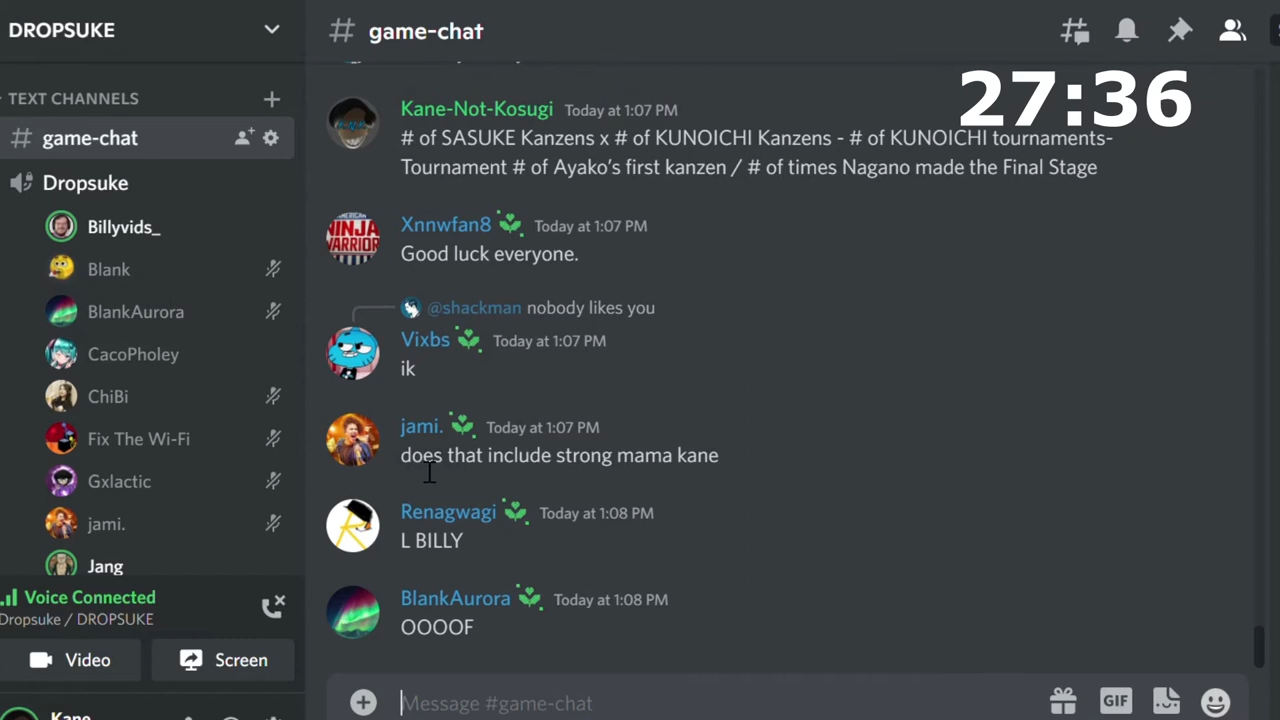 DROPSUKE
# game-chat
27:36
TEXT CHANNELS
# game-chat
Dropsuke
Billyvids_
Blank
BlankAurora
CacoPholey
ChiBi
Fix The Wi-Fi
Gxlactic
jami.
Jang
Voice Connected
Dropsuke / DROPSUKE
Video
Screen
Kane
Kane-Not-Kosugi Today at 1:07 PM
# of SASUKE Kanzens x # of KUNOICHI Kanzens - # of KUNOICHI tournaments-
Tournament # of Ayako’s first kanzen / # of times Nagano made the Final Stage
AMERICAN
NINJA
WARRIOR
Xnnwfan8 Today at 1:07 PM
Good luck everyone.
@shackman nobody likes you
Vixbs Today at 1:07 PM
ik
jami. Today at 1:07 PM
does that include strong mama kane
Renagwagi Today at 1:08 PM
L BILLY
BlankAurora Today at 1:08 PM
OOOOF
Message #game-chat
GIF